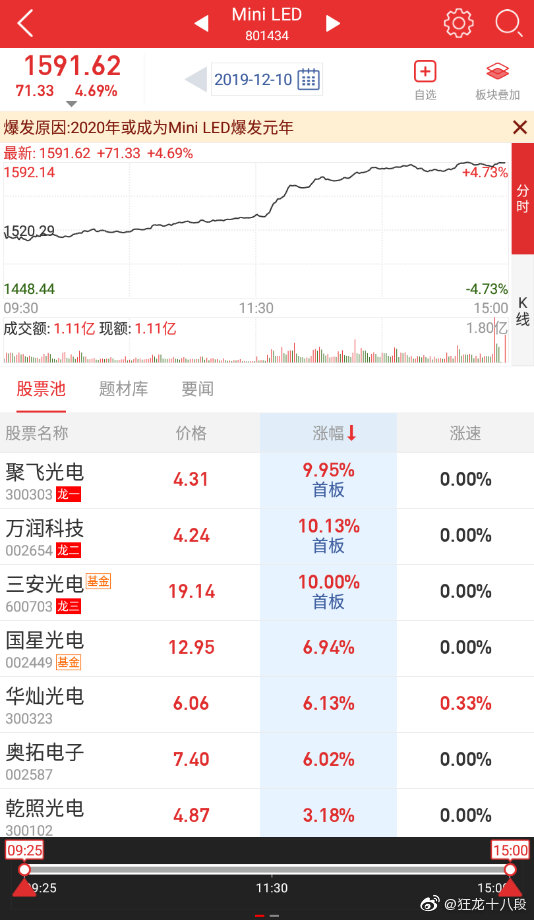 Mini LED
801434
1591.62
71.33 4.69%
2019-12-10
自选
板块叠加
爆发原因:2020年或成为Mini LED爆发元年
最新: 1591.62 +71.33 +4.69%
1592.14 +4.73%
1520.29
1448.44 -4.73%
09:30 11:30 15:00
分时
K线
成交额: 1.11亿 现额: 1.11亿 1.80亿
股票池 题材库 要闻
股票名称 价格 涨幅 涨速
聚飞光电 4.31 9.95% 0.00%
300303 龙一 首板
万润科技 4.24 10.13% 0.00%
002654 龙二 首板
三安光电 基金 19.14 10.00% 0.00%
600703 龙三 首板
国星光电 12.95 6.94% 0.00%
002449 基金
华灿光电 6.06 6.13% 0.33%
300323
奥拓电子 7.40 6.02% 0.00%
002587
乾照光电 4.87 3.18% 0.00%
300102
09:25 15:00
09:25 11:30 15:00
@狂龙十八段